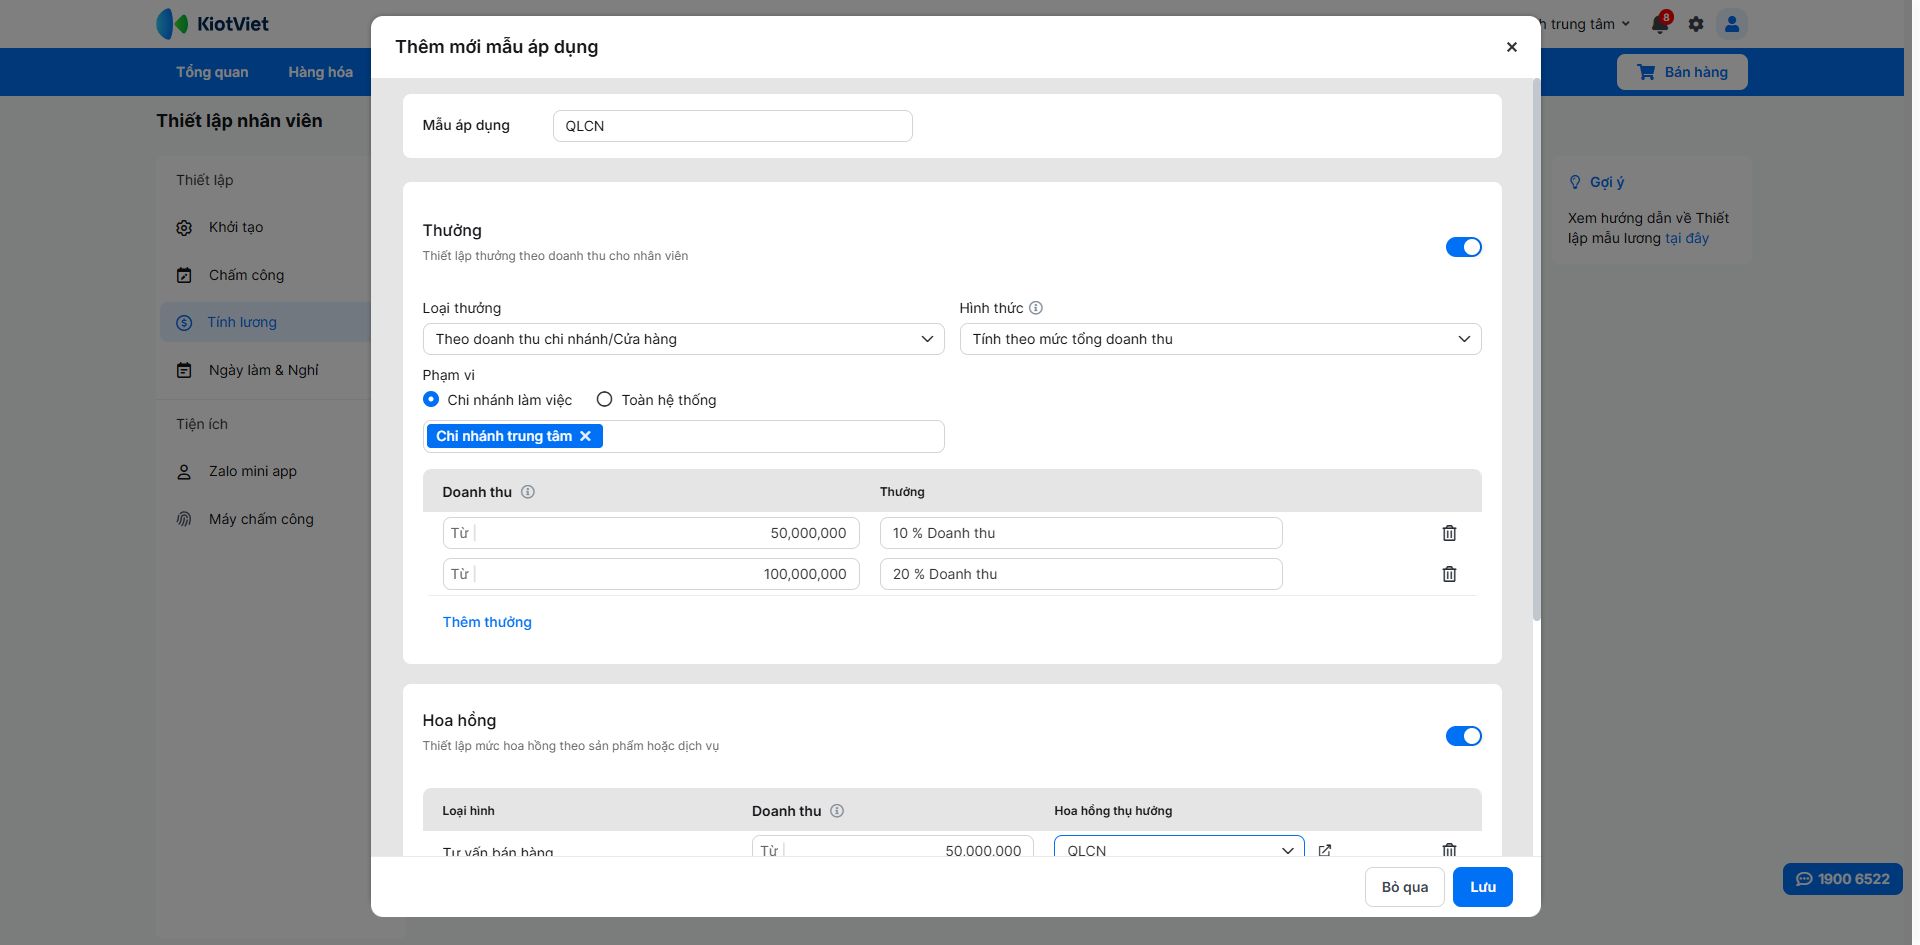 KiotViet
h trung tâm
8
Tổng quan
Hàng hóa
Bán hàng
Thiết lập nhân viên
Thiết lập
Khởi tạo
Chấm công
Tính lương
Ngày làm & Nghỉ
Tiện ích
Zalo mini app
Máy chấm công
Thêm mới mẫu áp dụng
Mẫu áp dụng
QLCN
Thưởng
Thiết lập thưởng theo doanh thu cho nhân viên
Loại thưởng
Hình thức
Theo doanh thu chi nhánh/Cửa hàng
Tính theo mức tổng doanh thu
Phạm vi
Chi nhánh làm việc
Toàn hệ thống
Chi nhánh trung tâm
Doanh thu
Thưởng
Từ 50,000,000
10 % Doanh thu
Từ 100,000,000
20 % Doanh thu
Thêm thưởng
Hoa hồng
Thiết lập mức hoa hồng theo sản phẩm hoặc dịch vụ
Loại hình
Doanh thu
Hoa hồng thụ hưởng
Tư vấn bán hàng
Từ 50,000,000
QLCN
Bỏ qua
Lưu
Gợi ý
Xem hướng dẫn về Thiết
lập mẫu lương tại đây
1900 6522